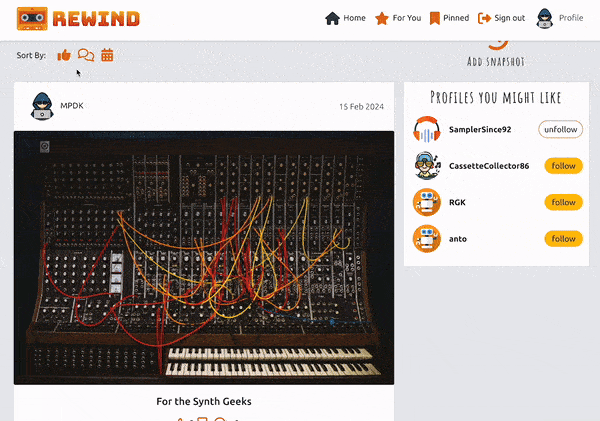 REWIND
Home
For You
Pinned
Sign out
Profile
Sort By:
Add snapshot
MPDK
15 Feb 2024
Profiles you might like
SamplerSince92
unfollow
CassetteCollector86
follow
RGK
follow
anto
follow
For the Synth Geeks